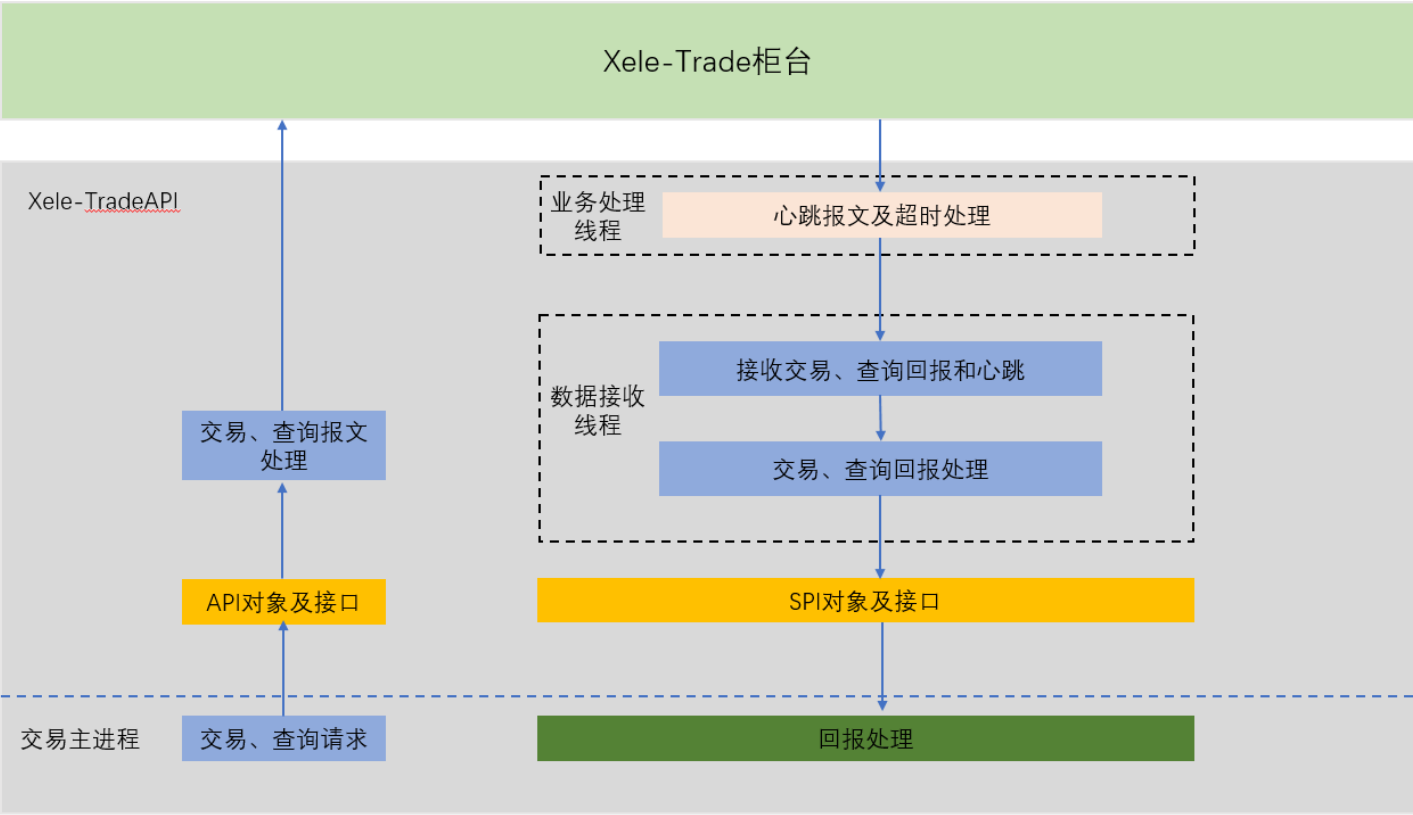 Xele-Trade柜台
Xele-TradeAPI
业务处理
线程
心跳报文及超时处理
接收交易、查询回报和心跳
数据接收
线程
交易、查询回报处理
交易、查询报文
处理
API对象及接口
SPI对象及接口
交易主进程
交易、查询请求
回报处理